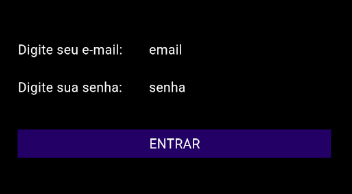 Digite seu e-mail: email
Digite sua senha: senha
ENTRAR